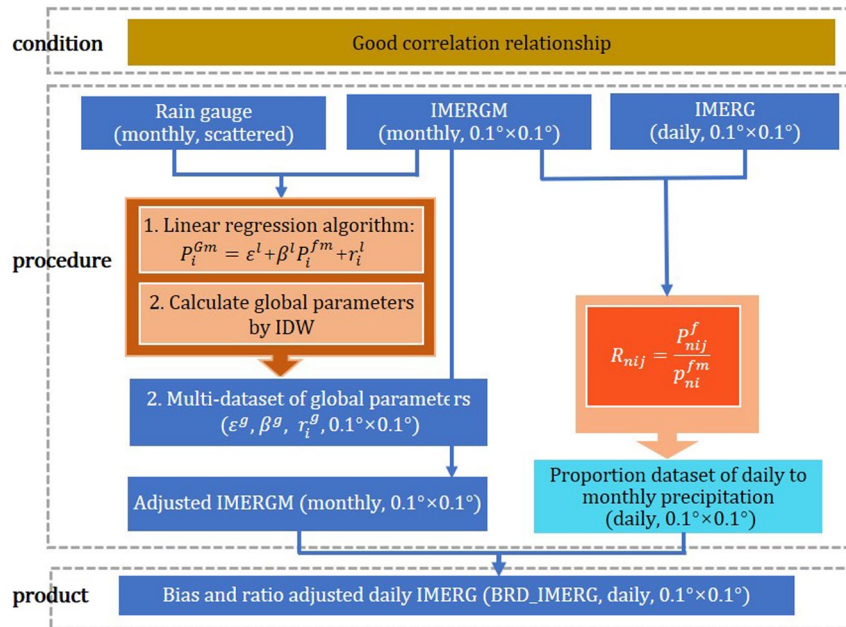 condition
Good correlation relationship
Rain gauge
(monthly, scattered)
IMERGM
(monthly, 0.1°×0.1°)
IMERG
(daily, 0.1°×0.1°)
procedure
1. Linear regression algorithm:
P_i^{Gm} = ε^l+β^l P_i^{fm}+r_i^l
2. Calculate global parameters
by IDW
R_{nij} = \frac{P_{nij}^f}{p_{ni}^{fm}}
2. Multi-dataset of global parameters
(ε^g, β^g, r_i^g, 0.1°×0.1°)
Adjusted IMERGM (monthly, 0.1°×0.1°)
Proportion dataset of daily to
monthly precipitation
(daily, 0.1°×0.1°)
product
Bias and ratio adjusted daily IMERG (BRD_IMERG, daily, 0.1°×0.1°)